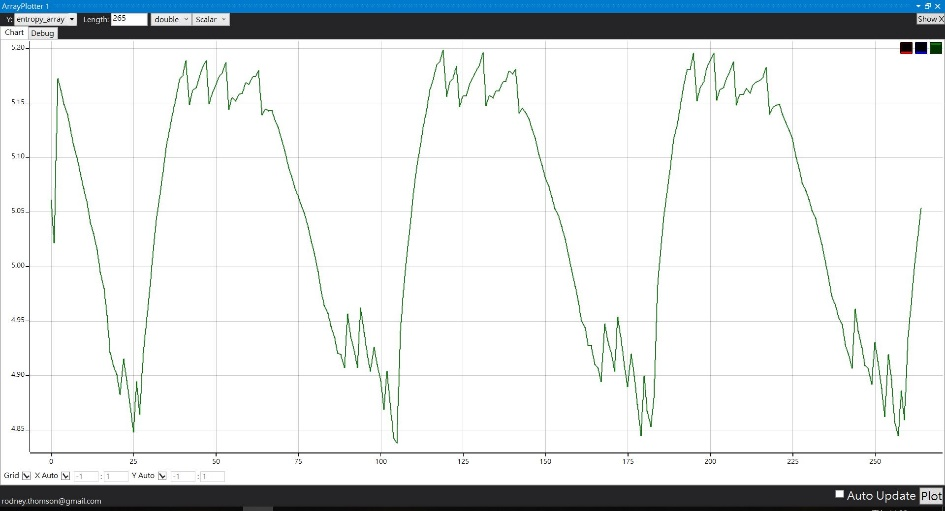 ArrayPlotter 1
Y: entropy_array Length: 265 double Scalar Show X
Chart Debug
5.20
5.15
5.10
5.05
5.00
4.95
4.90
4.85
0 25 50 75 100 125 150 175 200 225 250
Grid X Auto -1 : 1 Y Auto -1 : 1
Auto Update Plot
rodney.thomson@gmail.com